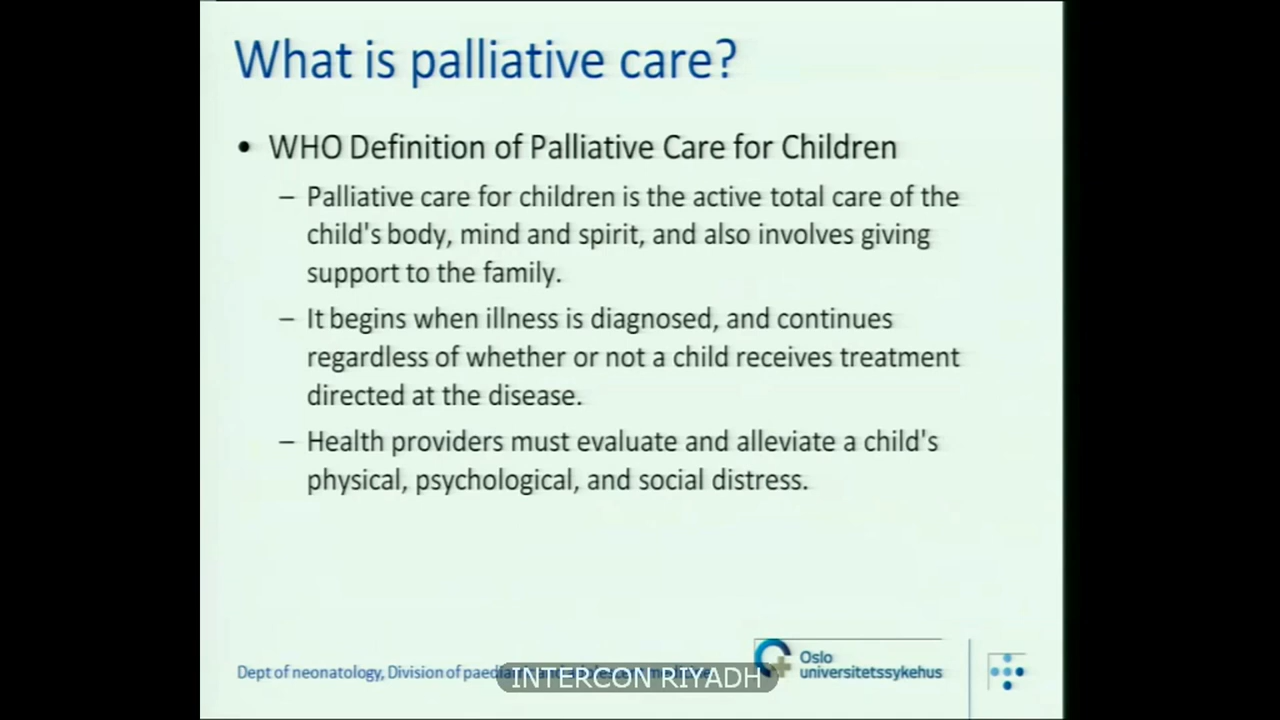 What is palliative care?
• WHO Definition of Palliative Care for Children
– Palliative care for children is the active total care of the
child's body, mind and spirit, and also involves giving
support to the family.
– It begins when illness is diagnosed, and continues
regardless of whether or not a child receives treatment
directed at the disease.
– Health providers must evaluate and alleviate a child's
physical, psychological, and social distress.
Dept of neonatology, Division of
INTERCON RIYADH
Oslo
universitetssykehus